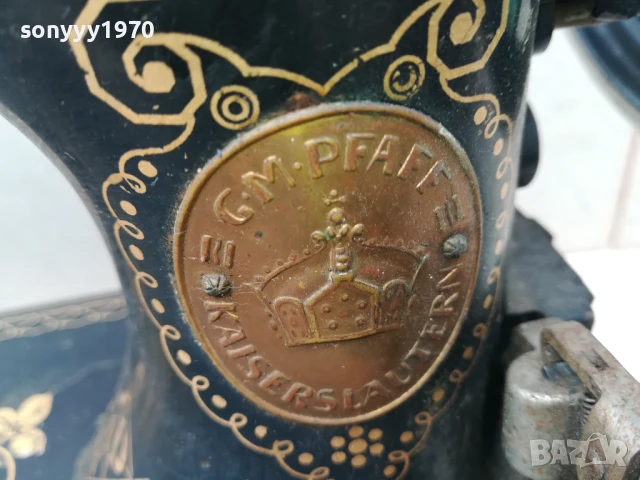 sonyyy1970
G.M.PFAFF
KAISERSLAUTERN
BAZAR